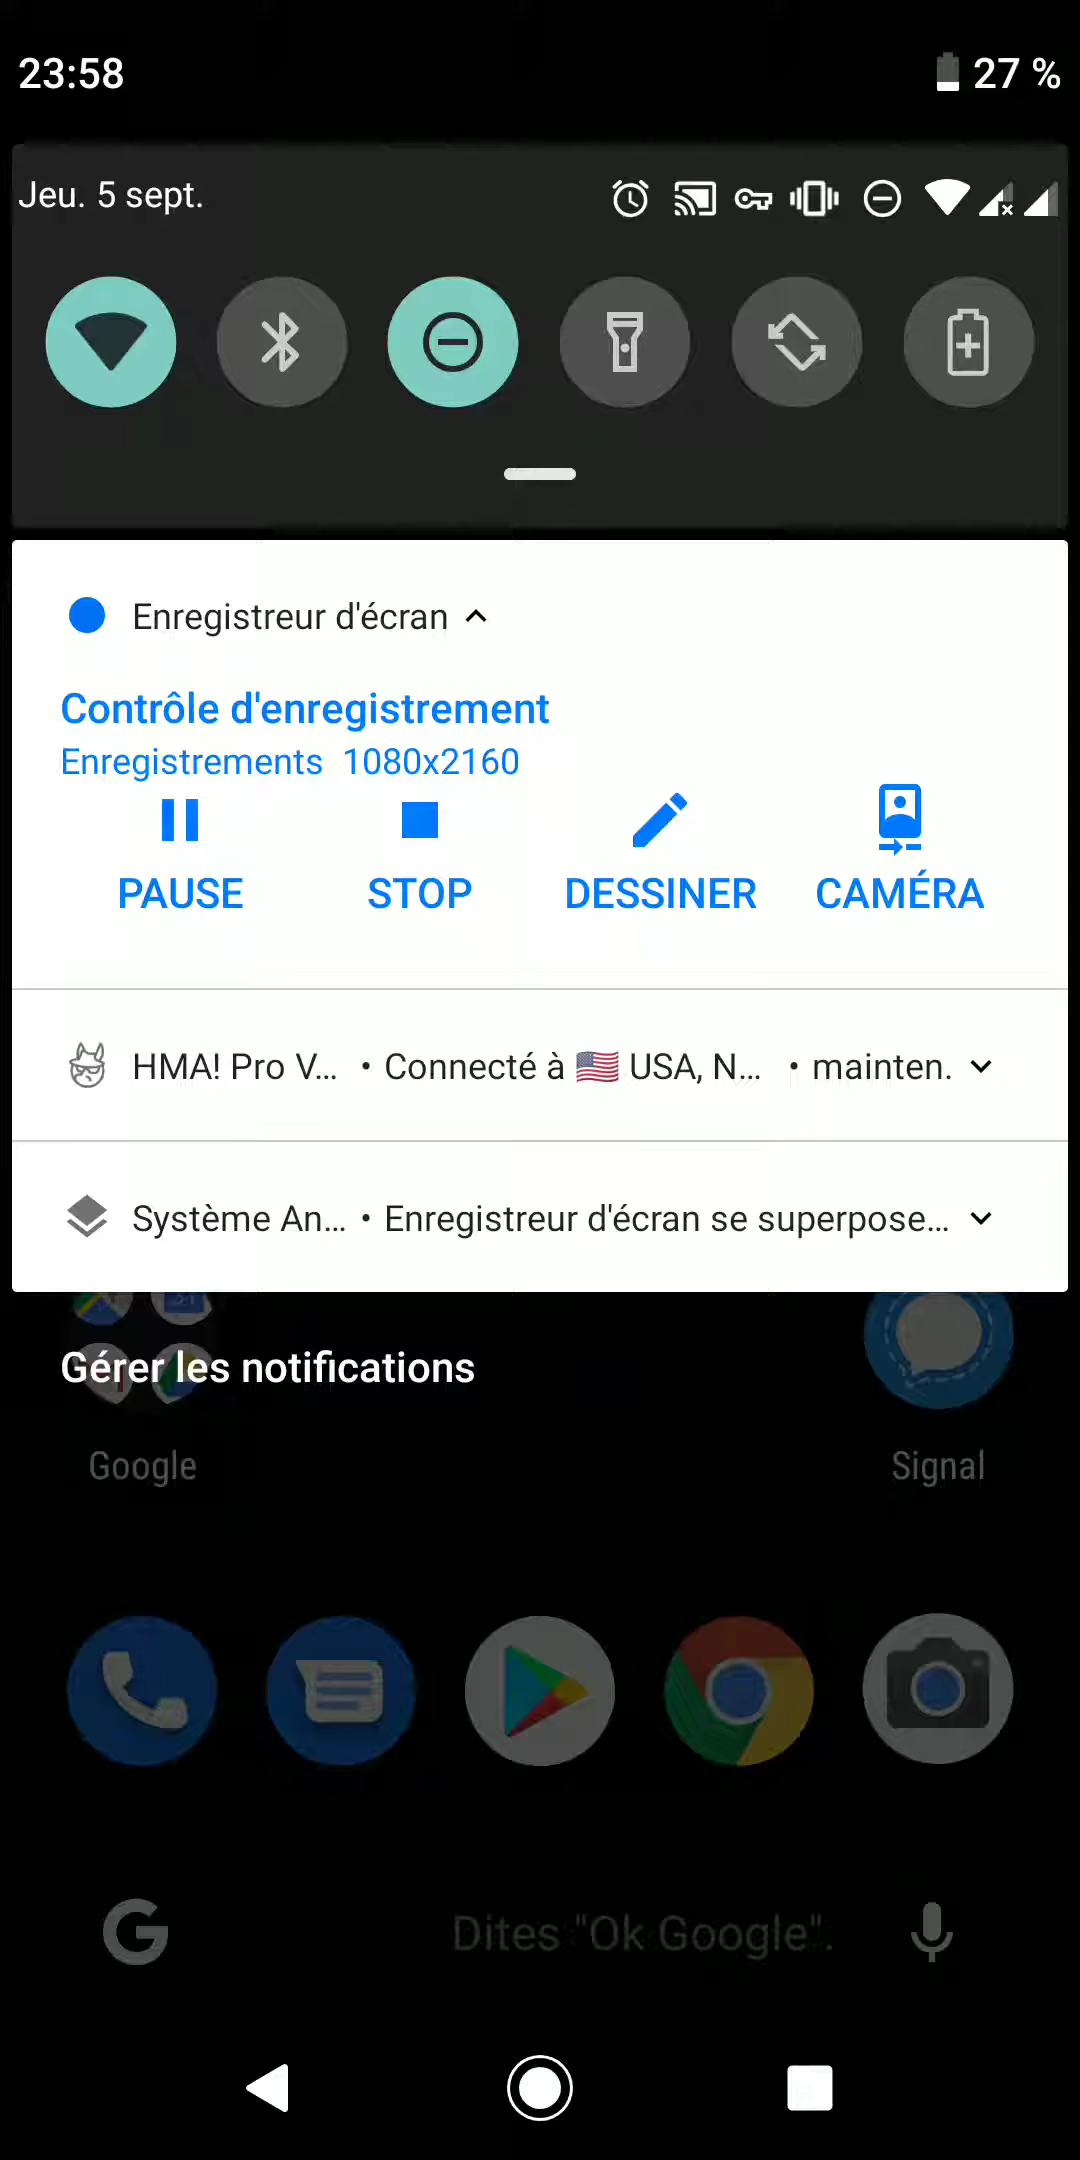 23:58
27 %
Jeu. 5 sept.
Enregistreur d'écran
Contrôle d'enregistrement
Enregistrements 1080x2160
PAUSE STOP DESSINER CAMÉRA
HMA! Pro V... • Connecté à 🇺🇸 USA, N... • mainten.
Système An... • Enregistreur d'écran se superpose...
Gérer les notifications
Google
Signal
Dites "Ok Google".